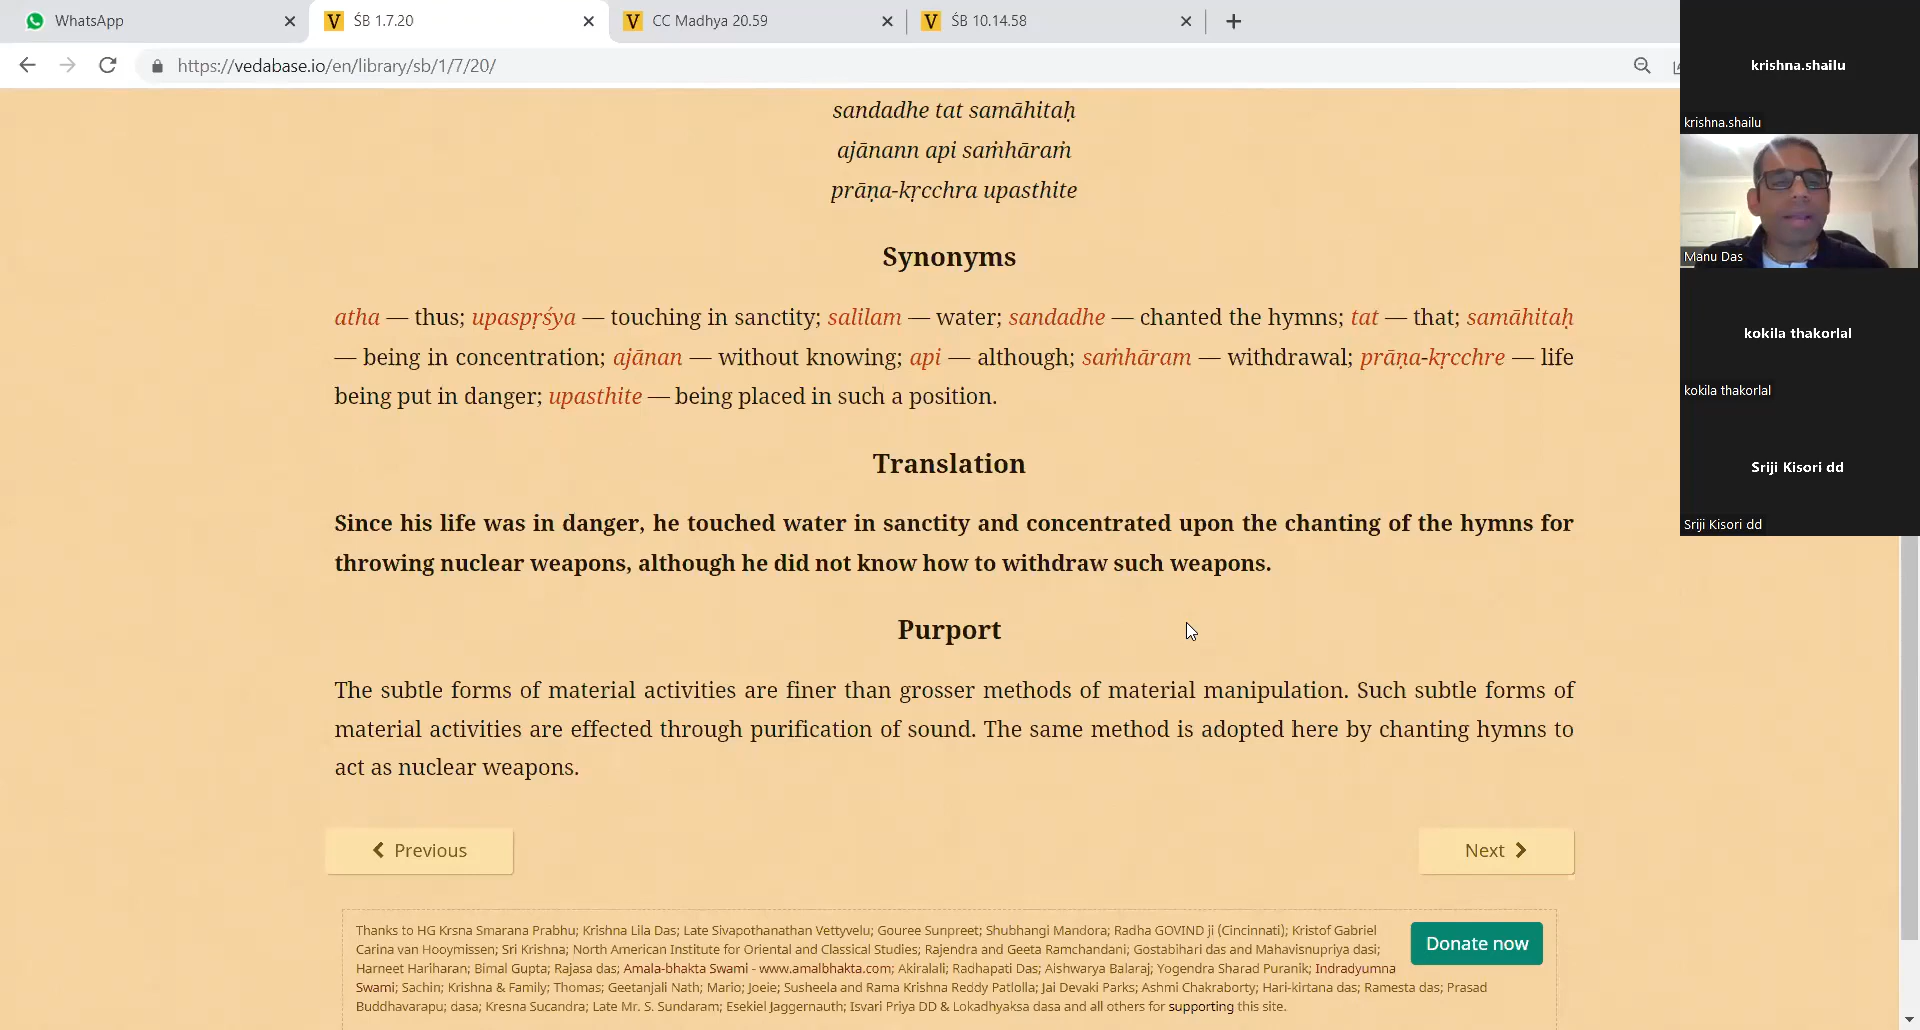 WhatsApp
ŚB 1.7.20
CC Madhya 20.59
ŚB 10.14.58
https://vedabase.io/en/library/sb/1/7/20/
sandadhe tat samāhitaḥ
ajānann api saṁhāraṁ
prāṇa-kṛcchra upasthite
Synonyms
atha — thus; upaspṛśya — touching in sanctity; salilam — water; sandadhe — chanted the hymns; tat — that; samāhitaḥ
— being in concentration; ajānan — without knowing; api — although; saṁhāram — withdrawal; prāṇa-kṛcchre — life
being put in danger; upasthite — being placed in such a position.
Translation
Since his life was in danger, he touched water in sanctity and concentrated upon the chanting of the hymns for
throwing nuclear weapons, although he did not know how to withdraw such weapons.
Purport
The subtle forms of material activities are finer than grosser methods of material manipulation. Such subtle forms of
material activities are effected through purification of sound. The same method is adopted here by chanting hymns to
act as nuclear weapons.
Previous
Next
Thanks to HG Krsna Smarana Prabhu; Krishna Lila Das; Late Sivapothanathan Vettyvelu; Gouree Sunpreet; Shubhangi Mandora; Radha GOVIND ji (Cincinnati); Kristof Gabriel
Carina van Hooymissen; Sri Krishna; North American Institute for Oriental and Classical Studies; Rajendra and Geeta Ramchandani; Gostabihari das and Mahavisnupriya dasi;
Harneet Hariharan; Bimal Gupta; Rajasa das; Amala-bhakta Swami - www.amalbhakta.com; Akiralali; Radhapati Das; Aishwarya Balaraj; Yogendra Sharad Puranik; Indradyumna
Swami; Sachin; Krishna & Family; Thomas; Geetanjali Nath; Mario; Joeie; Susheela and Rama Krishna Reddy Patlolla; Jai Devaki Parks; Ashmi Chakraborty; Hari-kirtana das; Ramesta das; Prasad
Buddhavarapu; dasa; Kresna Sucandra; Late Mr. S. Sundaram; Esekiel Jaggernauth; Isvari Priya DD & Lokadhyaksa dasa and all others for supporting this site.
Donate now
krishna.shailu
krishna.shailu
Manu Das
kokila thakorlal
kokila thakorlal
Sriji Kisori dd
Sriji Kisori dd